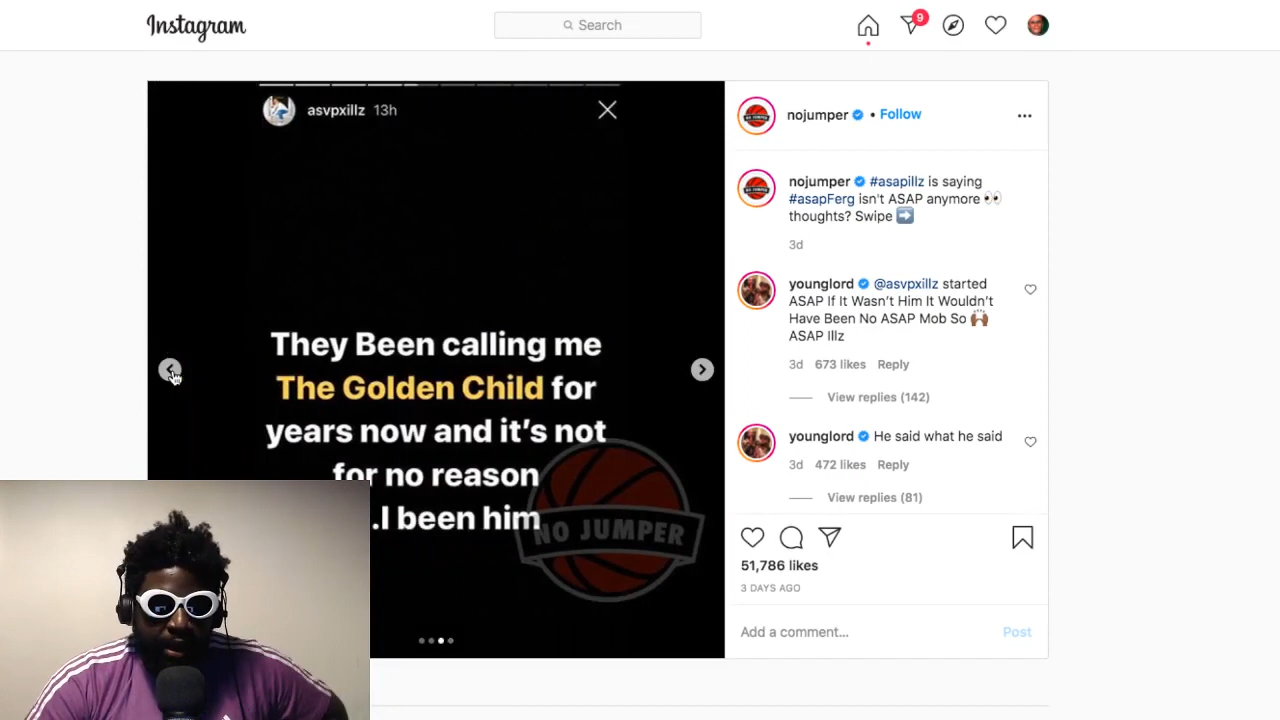 Instagram
Search
9
asvpxillz 13h
They Been calling me
The Golden Child for
years now and it's not
for no reason
.I been him
NO JUMPER
nojumper • Follow
nojumper #asapillz is saying
#asapFerg isn't ASAP anymore 👀
thoughts? Swipe ➡️
3d
younglord @asvpxillz started
ASAP If It Wasn't Him It Wouldn't
Have Been No ASAP Mob So 🙌🏾
ASAP Illz
3d 673 likes Reply
View replies (142)
younglord He said what he said
3d 472 likes Reply
View replies (81)
51,786 likes
3 DAYS AGO
Add a comment... Post